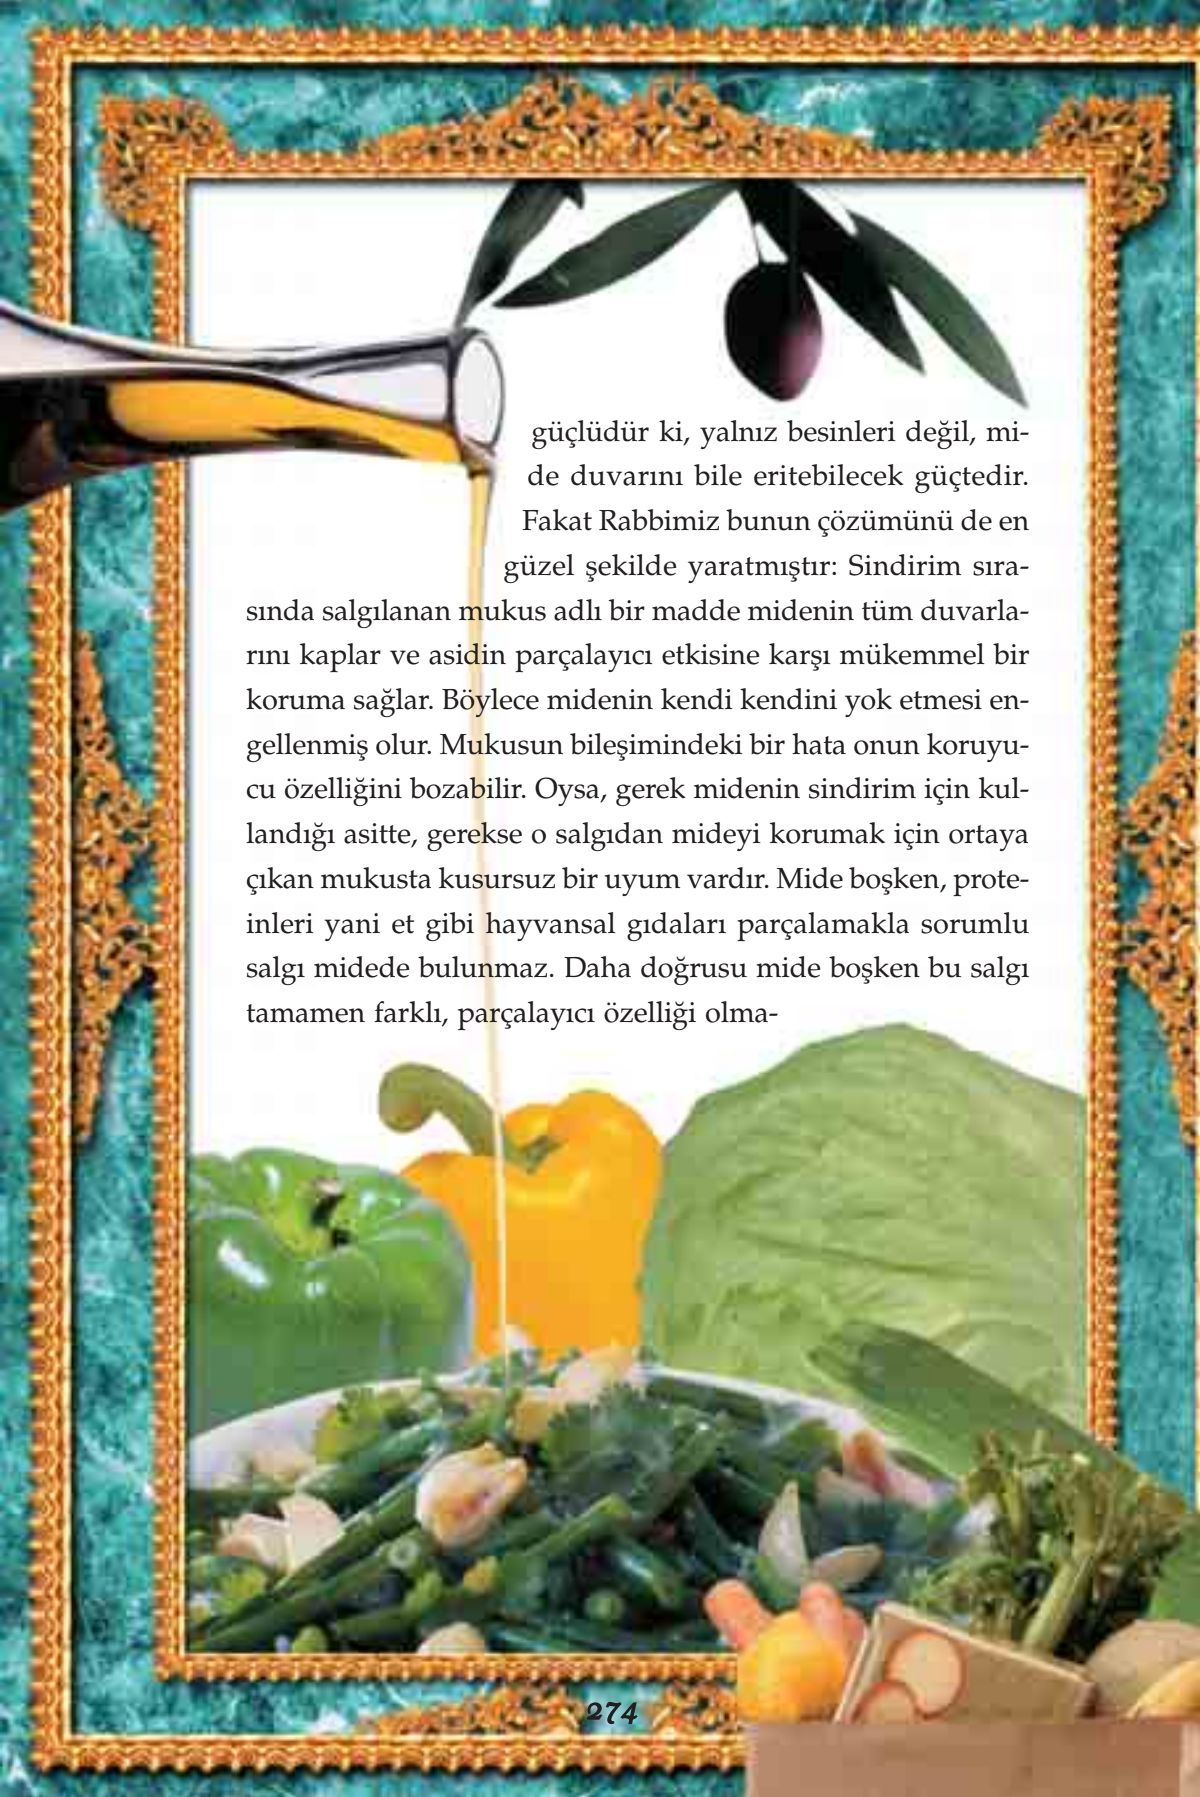 güçlüdür ki, yalnız besinleri değil, mi-
de duvarını bile eritebilecek güçtedir.
Fakat Rabbimiz bunun çözümünü de en
güzel şekilde yaratmıştır: Sindirim sıra-
sında salgılanan mukus adlı bir madde midenin tüm duvarla-
rını kaplar ve asidin parçalayıcı etkisine karşı mükemmel bir
koruma sağlar. Böylece midenin kendi kendini yok etmesi en-
gellenmiş olur. Mukusun bileşimindeki bir hata onun koruyu-
cu özelliğini bozabilir. Oysa, gerek midenin sindirim için kul-
landığı asitte, gerekse o salgıdan mideyi korumak için ortaya
çıkan mukusta kusursuz bir uyum vardır. Mide boşken, prote-
inleri yani et gibi hayvansal gıdaları parçalamakla sorumlu
salgı midede bulunmaz. Daha doğrusu mide boşken bu salgı
tamamen farklı, parçalayıcı özelliği olma-
274